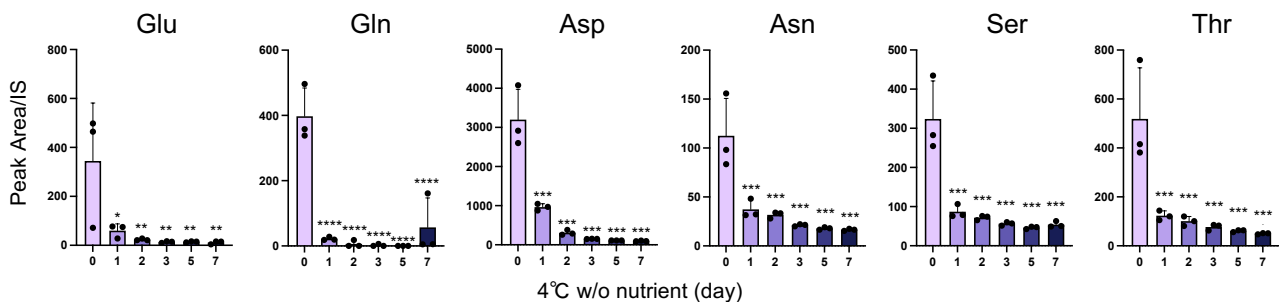 Glu Gln Asp Asn Ser Thr
Peak Area/IS
800
600
400
200
0
* ** ** ** **
0 1 2 3 5 7
600
400
200
0
**** **** **** **** ****
0 1 2 3 5 7
5000
4000
3000
2000
1000
0
*** *** *** *** ***
0 1 2 3 5 7
200
150
100
50
0
*** *** *** *** ***
0 1 2 3 5 7
500
400
300
200
100
0
*** *** *** *** ***
0 1 2 3 5 7
800
600
400
200
0
*** *** *** *** ***
0 1 2 3 5 7
4℃ w/o nutrient (day)